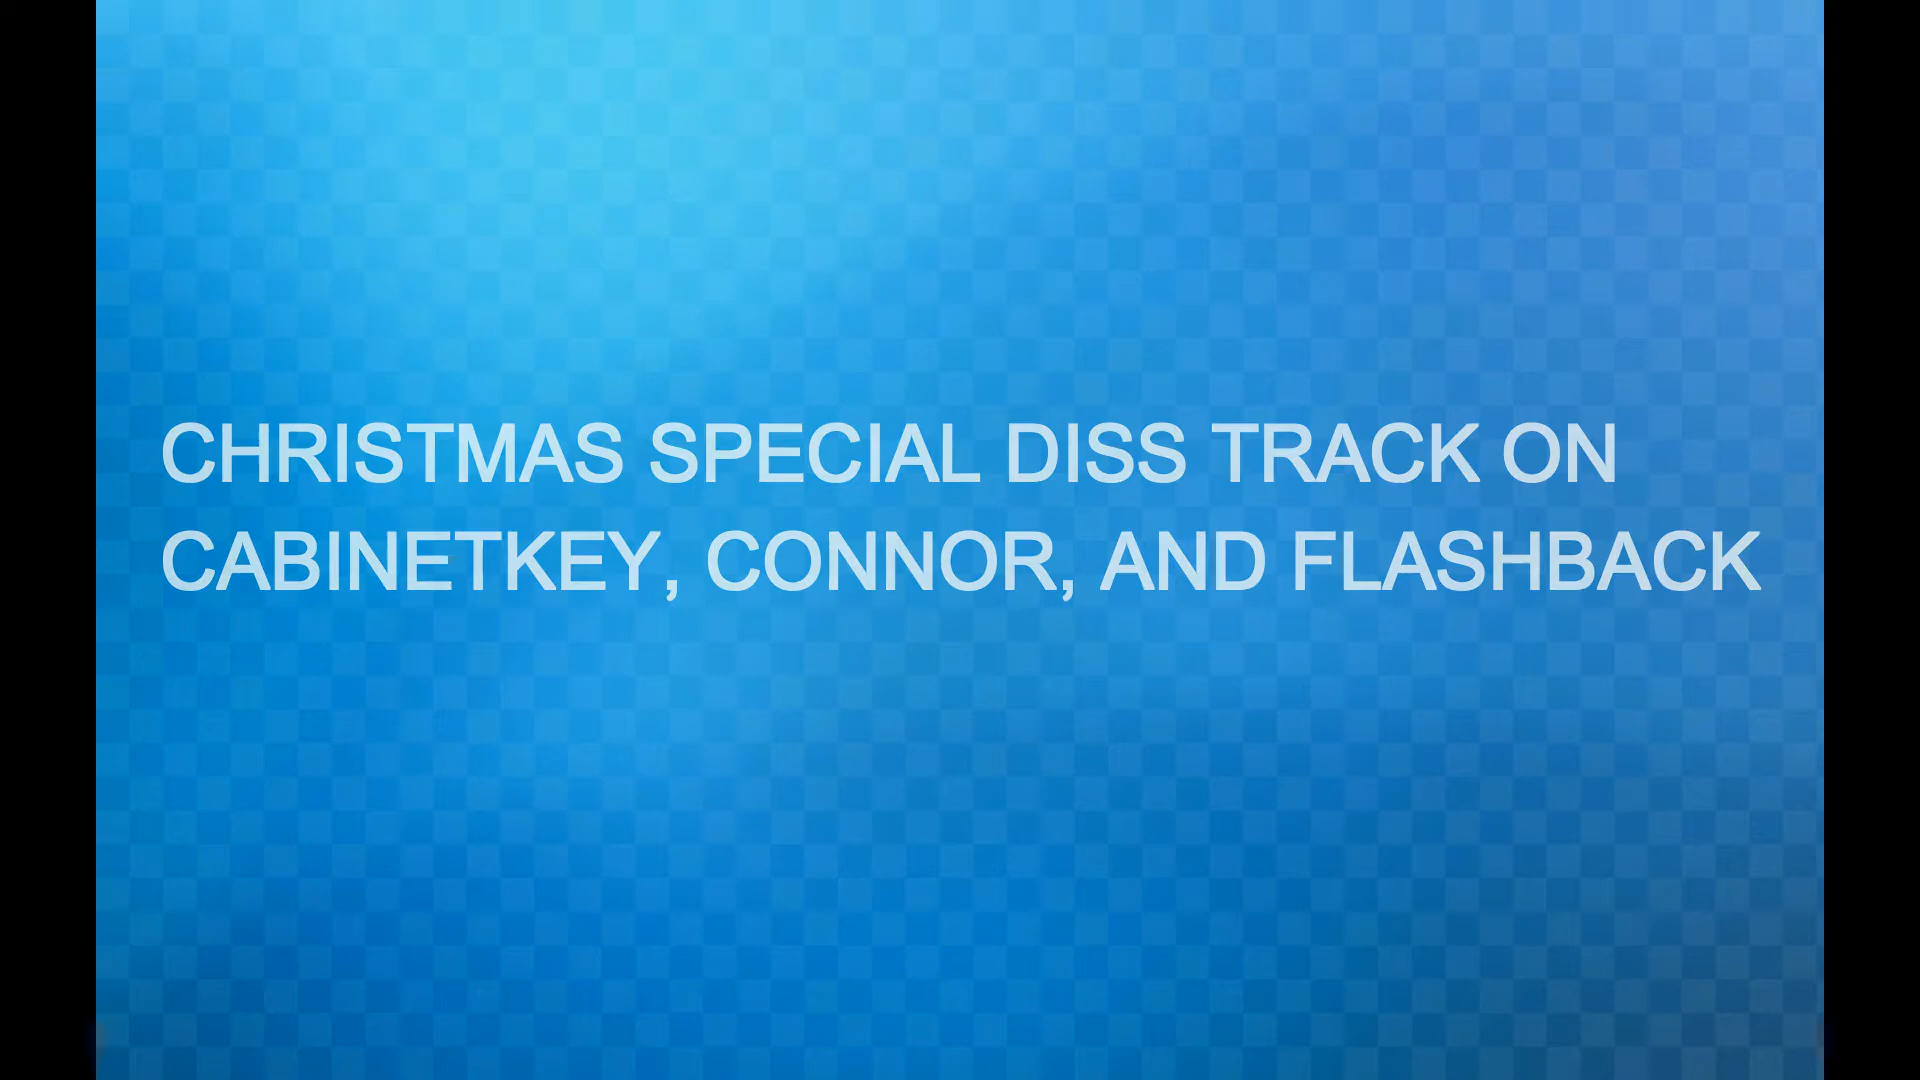 CHRISTMAS SPECIAL DISS TRACK ON
CABINETKEY, CONNOR, AND FLASHBACK